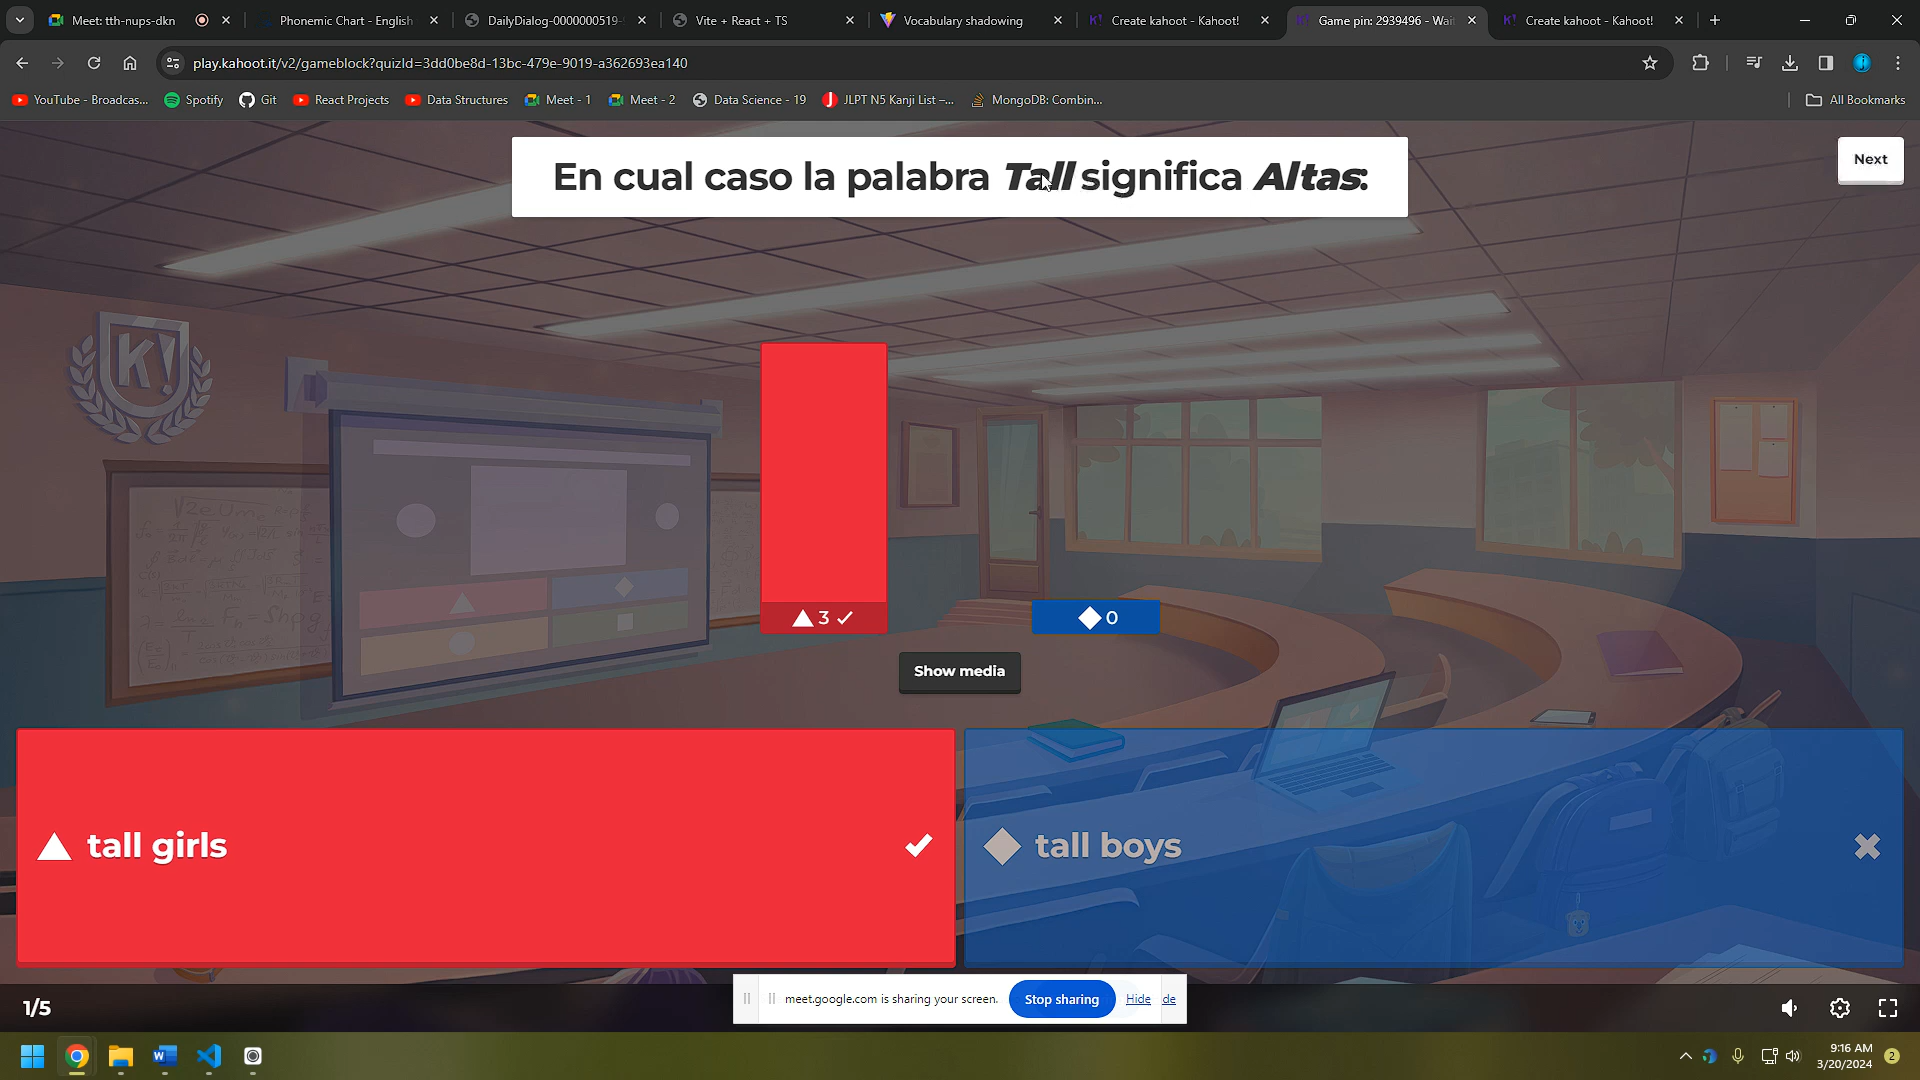 Meet: tth-nups-dkn
Phonemic Chart - English
DailyDialog-0000000519-
Vite + React + TS
Vocabulary shadowing
Create kahoot - Kahoot!
Game pin: 2939496 - Wai
Create kahoot - Kahoot!
play.kahoot.it/v2/gameblock?quizId=3dd0be8d-13bc-479e-9019-a362693ea140
YouTube - Broadcas...
Spotify
Git
React Projects
Data Structures
Meet - 1
Meet - 2
Data Science - 19
JLPT N5 Kanji List –...
MongoDB: Combin...
All Bookmarks
En cual caso la palabra Tall significa Altas:
Next
K!
3
0
Show media
tall girls
tall boys
1/5
meet.google.com is sharing your screen.
Stop sharing
Hide
de
9:16 AM
3/20/2024
2